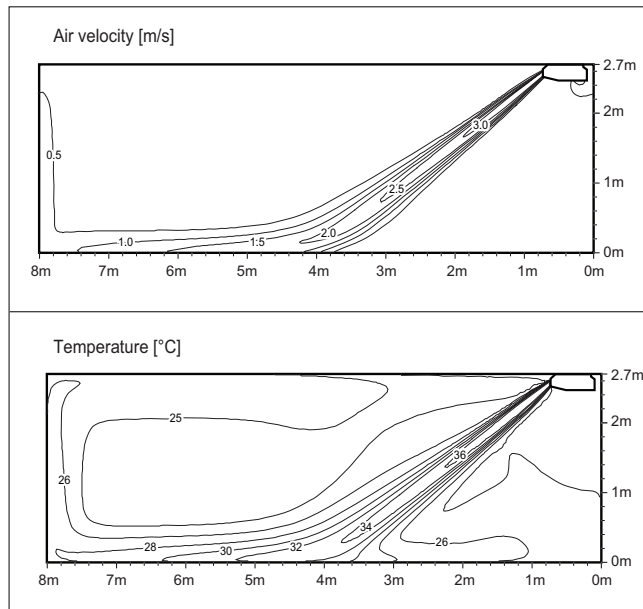 Air velocity [m/s]
2.7m
3.0
2m
0.5
2.5
1m
2.0
1.0
1:5
0m
8m 7m 6m 5m 4m 3m 2m 1m 0m
Temperature [°C]
2.7m
25
2m
36
26
1m
34
28
30
32
26
0m
8m 7m 6m 5m 4m 3m 2m 1m 0m